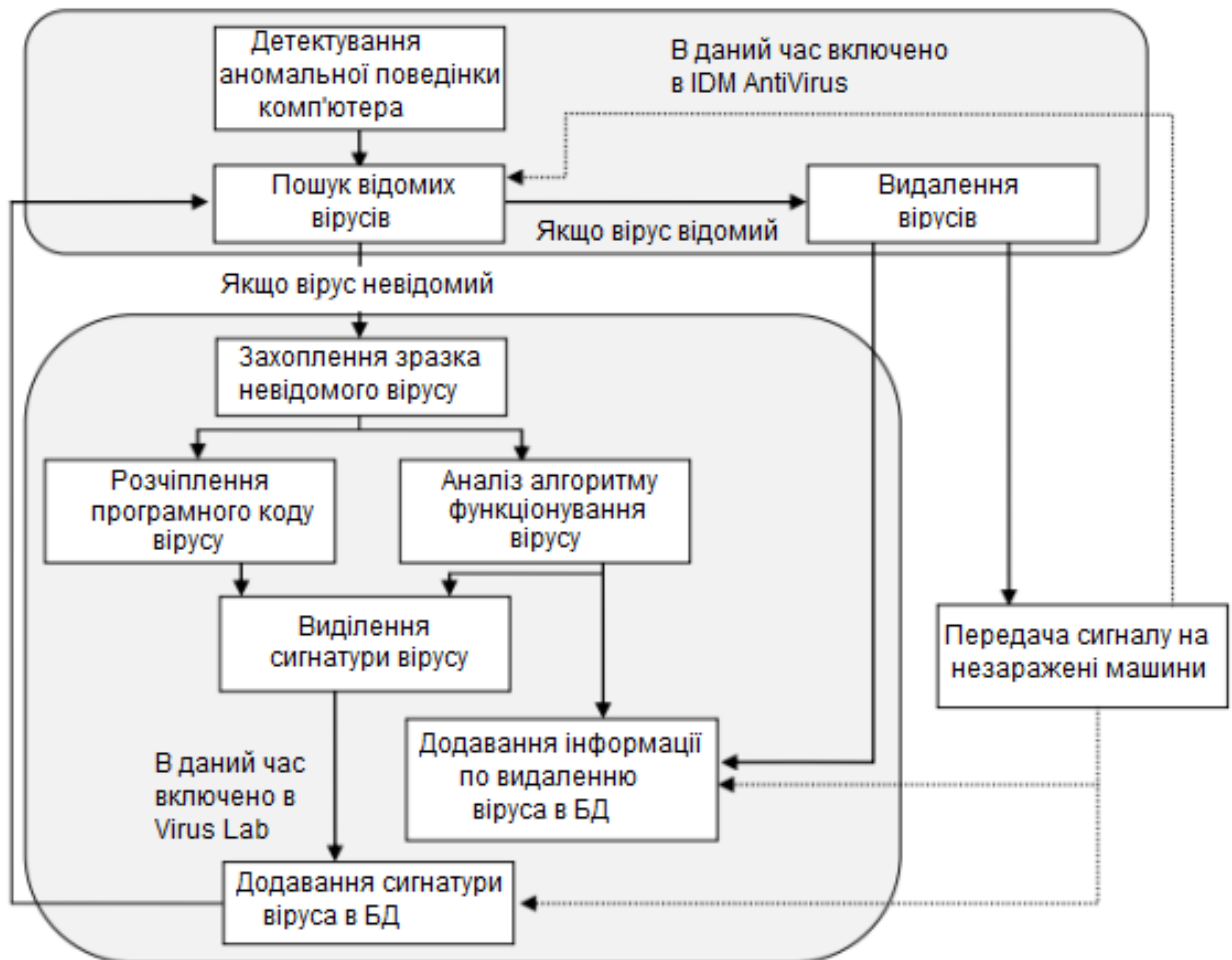 Детектування
аномальної поведінки
комп'ютера
В даний час включено
в IDM AntiVirus
Пошук відомих
вірусів
Якщо вірус відомий
Видалення
вірусів
Якщо вірус невідомий
Захоплення зразка
невідомого вірусу
Розчіплення
програмного коду
вірусу
Аналіз алгоритму
функціонування
вірусу
Виділення
сигнатури вірусу
Передача сигналу на
незаражені машини
Додавання інформації
по видаленню
віруса в БД
В даний час
включено в
Virus Lab
Додавання сигнатури
віруса в БД